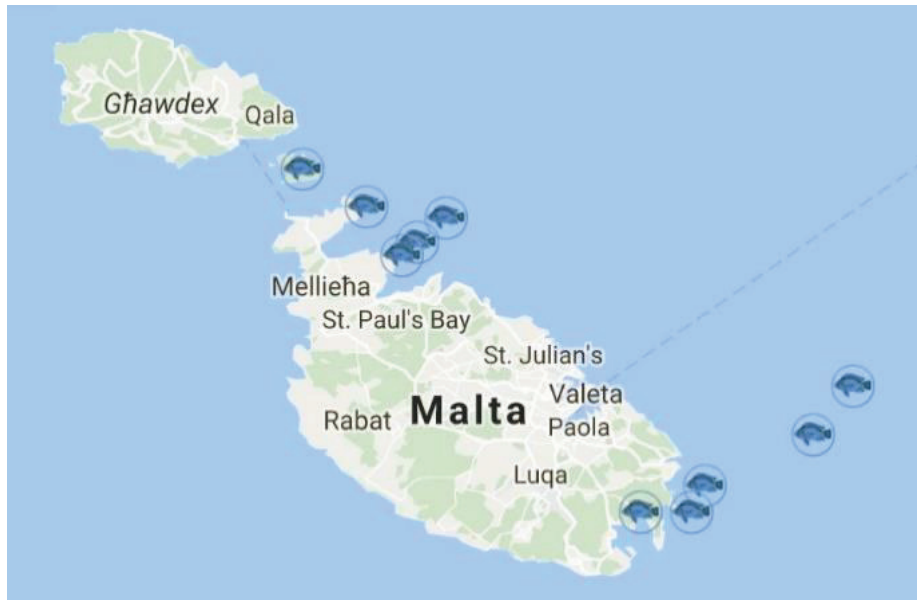 Għawdex
Qala
Mellieħa
St. Paul's Bay
St. Julian's
Valeta
Rabat
Malta
Paola
Luqa